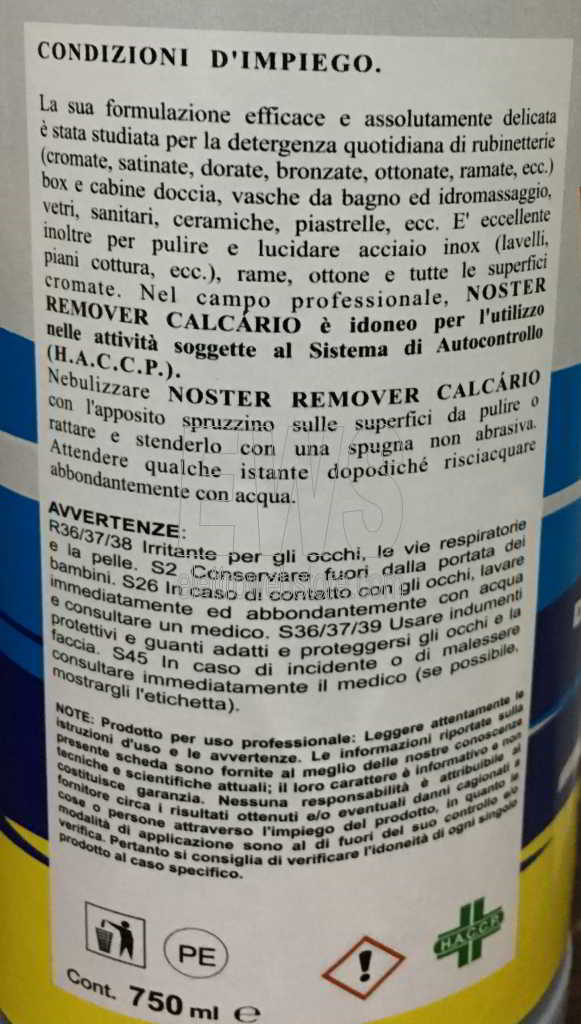 CONDIZIONI D'IMPIEGO.
La sua formulazione efficace e assolutamente delicata
è stata studiata per la detergenza quotidiana di rubinetterie
(cromate, satinate, dorate, bronzate, ottonate, ramate, ecc.)
box e cabine doccia, vasche da bagno ed idromassaggio,
vetri, sanitari, ceramiche, piastrelle, ecc. E' eccellente
inoltre per pulire e lucidare acciaio inox (lavelli,
piani cottura, ecc.), rame, ottone e tutte le superfici
cromate. Nel campo professionale, NOSTER
REMOVER CALCÁRIO è idoneo per l'utilizzo
nelle attività soggette al Sistema di Autocontrollo
(H.A.C.C.P.).
Nebulizzare NOSTER REMOVER CALCÁRIO
con l'apposito spruzzino sulle superfici da pulire o
rattare e stenderlo con una spugna non abrasiva.
Attendere qualche istante dopodiché risciacquare
abbondantemente con acqua.
AVVERTENZE:
R36/37/38 Irritante per gli occhi, le vie respiratorie
e la pelle. S2 Conservare fuori dalla portata dei
bambini. S26 In caso di contatto con gli occhi, lavare
immediatamente ed abbondantemente con acqua
e consultare un medico. S36/37/39 Usare indumenti
protettivi e guanti adatti e proteggersi gli occhi e la
faccia. S45 In caso di incidente o di malessere
consultare immediatamente il medico (se possibile,
mostrargli l'etichetta).
NOTE: Prodotto per uso professionale: Leggere attentamente le
istruzioni d'uso e le avvertenze. Le informazioni riportate sulla
presente scheda sono fornite al meglio delle nostre conoscenze
tecniche e scientifiche attuali; il loro carattere è informativo e non
costituisce garanzia. Nessuna responsabilità è attribuibile al
fornitore circa i risultati ottenuti e/o eventuali danni cagionati a
cose o persone attraverso l'impiego del prodotto, in quanto le
modalità di applicazione sono al di fuori del suo controllo e/o
verifica. Pertanto si consiglia di verificare l'idoneità di ogni singolo
prodotto al caso specifico.
PE
H.A.C.C.P.
Cont. 750 ml e